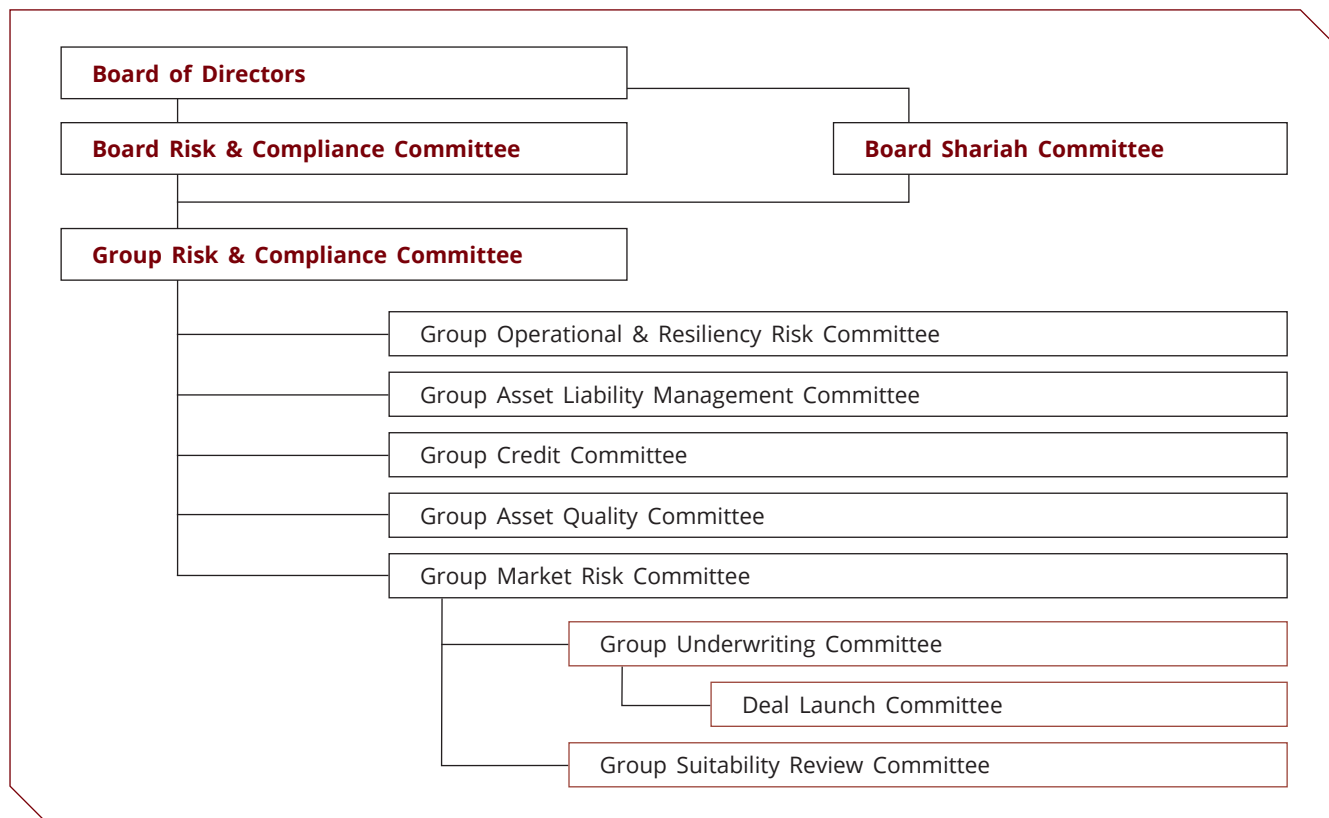 Board of Directors
Board Risk & Compliance Committee
Board Shariah Committee
Group Risk & Compliance Committee
Group Operational & Resiliency Risk Committee
Group Asset Liability Management Committee
Group Credit Committee
Group Asset Quality Committee
Group Market Risk Committee
Group Underwriting Committee
Deal Launch Committee
Group Suitability Review Committee